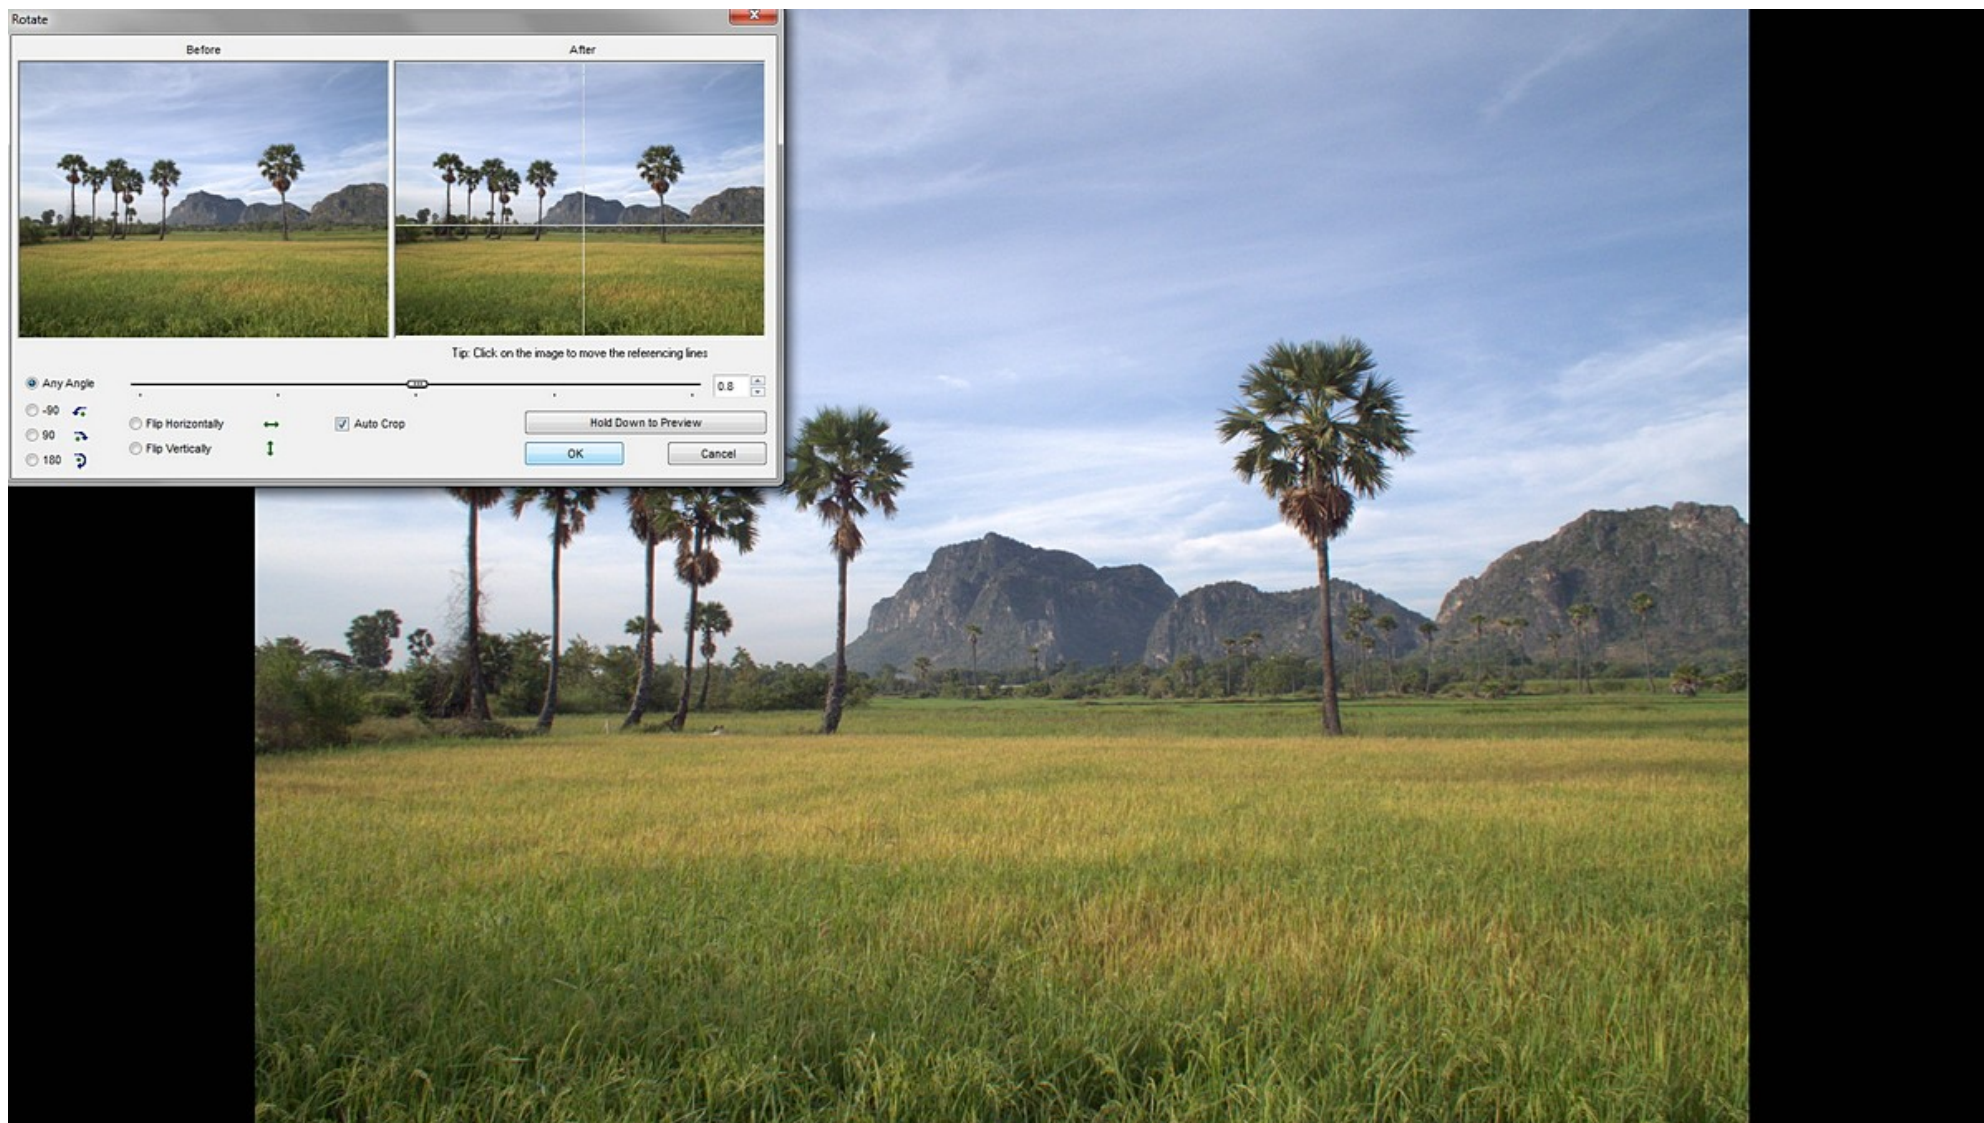 Rotate
Before After
Tip: Click on the image to move the referencing lines
Any Angle 0.8
-90 Flip Horizontally Auto Crop Hold Down to Preview
90 Flip Vertically OK Cancel
180